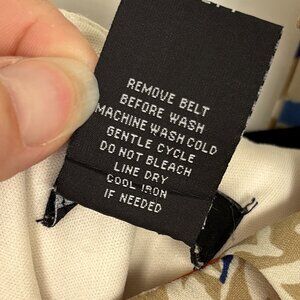 REMOVE BELT
BEFORE WASH
MACHINE WASH COLD
GENTLE CYCLE
DO NOT BLEACH
LINE DRY
COOL IRON
IF NEEDED